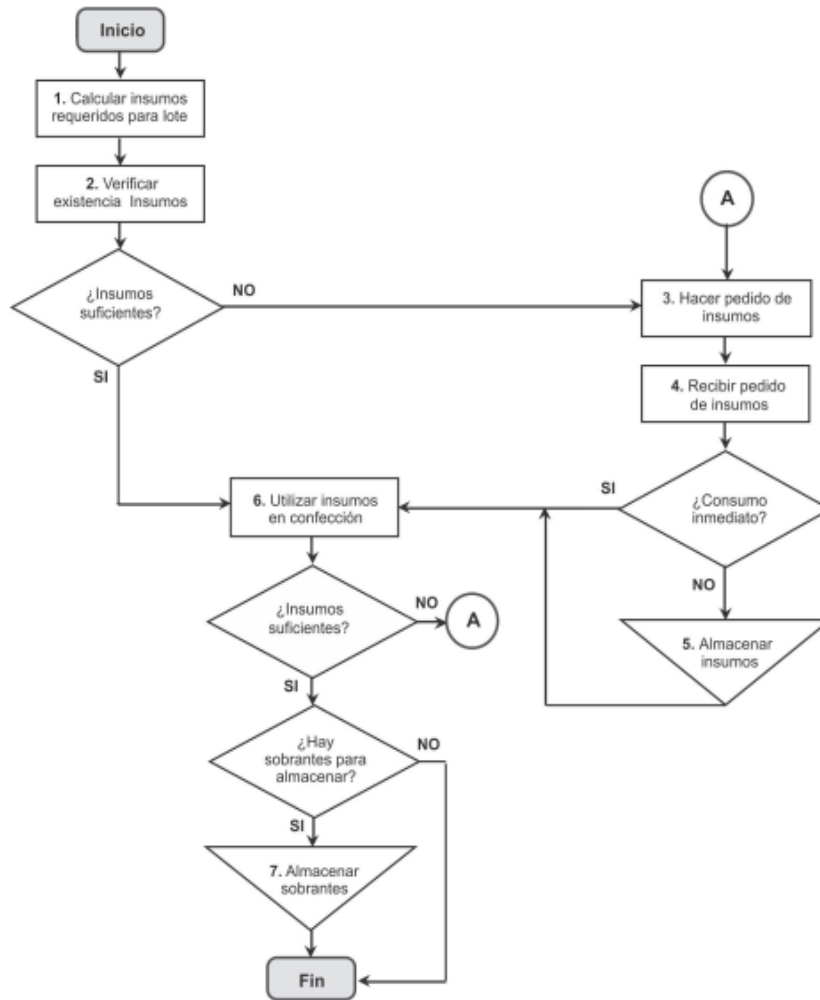 Inicio
1. Calcular insumos
requeridos para lote
2. Verificar
existencia Insumos
A
¿Insumos
suficientes?
NO
SI
3. Hacer pedido de
insumos
4. Recibir pedido
de insumos
6. Utilizar insumos
en confección
SI
¿Consumo
inmediato?
NO
¿Insumos
suficientes?
NO
A
5. Almacenar
insumos
SI
¿Hay
sobrantes para
almacenar?
NO
SI
7. Almacenar
sobrantes
Fin